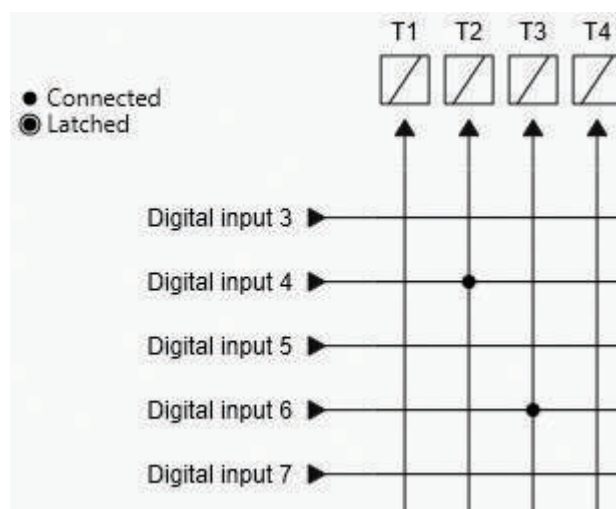 T1 T2 T3 T4
Connected
Latched
Digital input 3
Digital input 4
Digital input 5
Digital input 6
Digital input 7